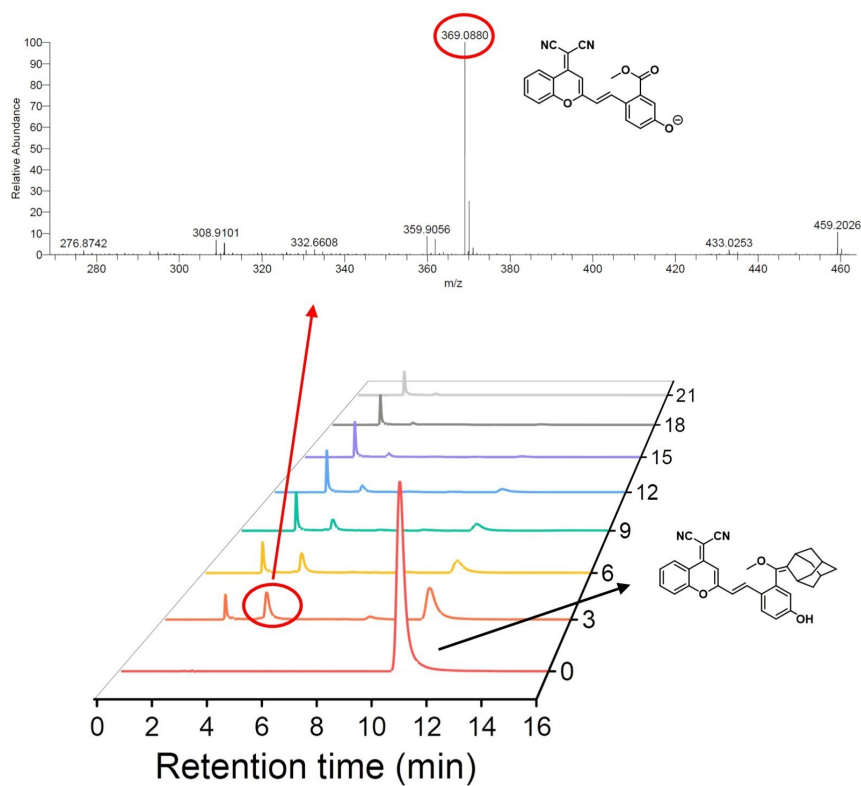 100
90
80
70
60
50
40
30
20
10
0
Relative Abundance
369.0880
276.8742
308.9101
332.6608
359.9056
433.0253
459.2026
280 300 320 340 360 380 400 420 440 460
m/z
NC CN
O
O
O
O⊖
21
18
15
12
9
6
3
0
NC CN
O
O
OH
0 2 4 6 8 10 12 14 16
Retention time (min)